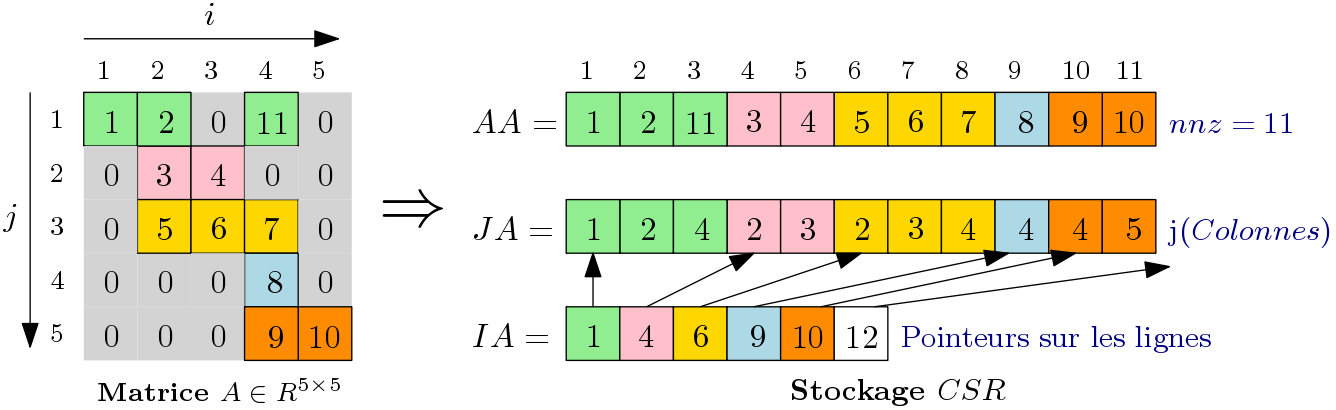 i
1 2 3 4 5
j
1 1 2 0 11 0
2 0 3 4 0 0
3 0 5 6 7 0
4 0 0 0 8 0
5 0 0 0 9 10
Matrice A ∈ R^{5×5}
⇒
1 2 3 4 5 6 7 8 9 10 11
AA = 1 2 11 3 4 5 6 7 8 9 10 nnz = 11
JA = 1 2 4 2 3 2 3 4 4 4 5 j(Colonnes)
IA = 1 4 6 9 10 12 Pointeurs sur les lignes
Stockage CSR